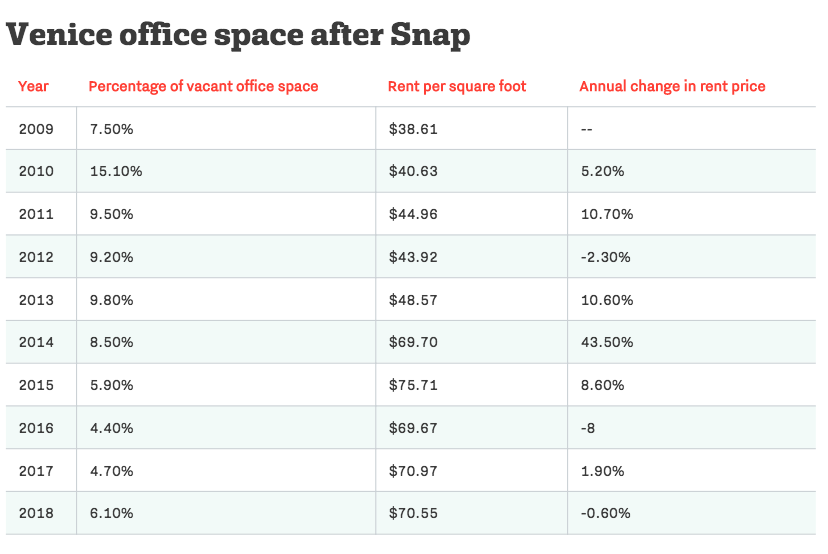 Venice office space after Snap
Year Percentage of vacant office space Rent per square foot Annual change in rent price
2009 7.50% $38.61 --
2010 15.10% $40.63 5.20%
2011 9.50% $44.96 10.70%
2012 9.20% $43.92 -2.30%
2013 9.80% $48.57 10.60%
2014 8.50% $69.70 43.50%
2015 5.90% $75.71 8.60%
2016 4.40% $69.67 -8
2017 4.70% $70.97 1.90%
2018 6.10% $70.55 -0.60%